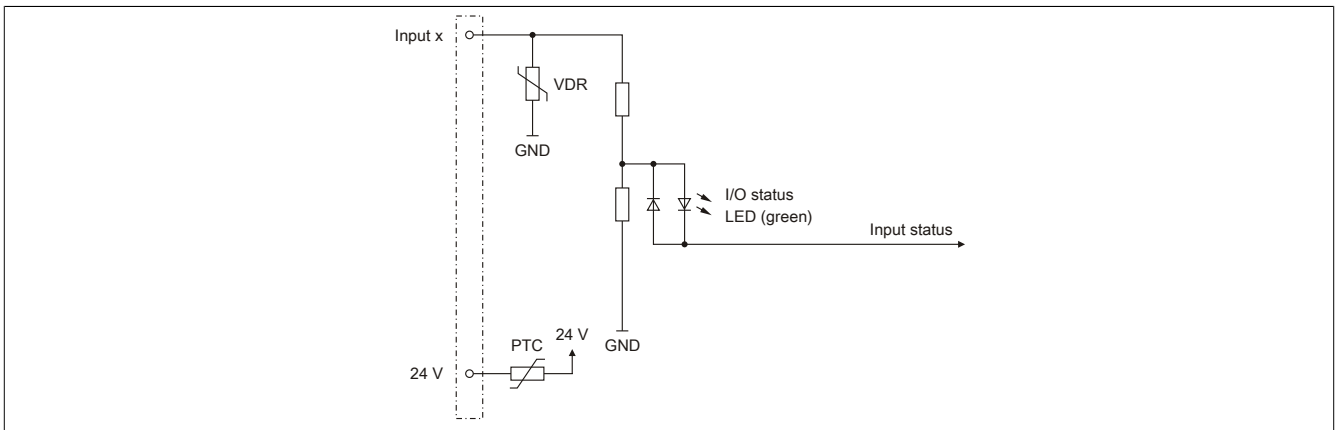 Input x
VDR
GND
I/O status
LED (green)
Input status
24 V
PTC
GND
24 V